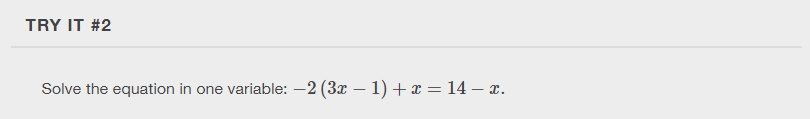 TRY IT #2
Solve the equation in one variable: −2 (3x − 1) + x = 14 − x.